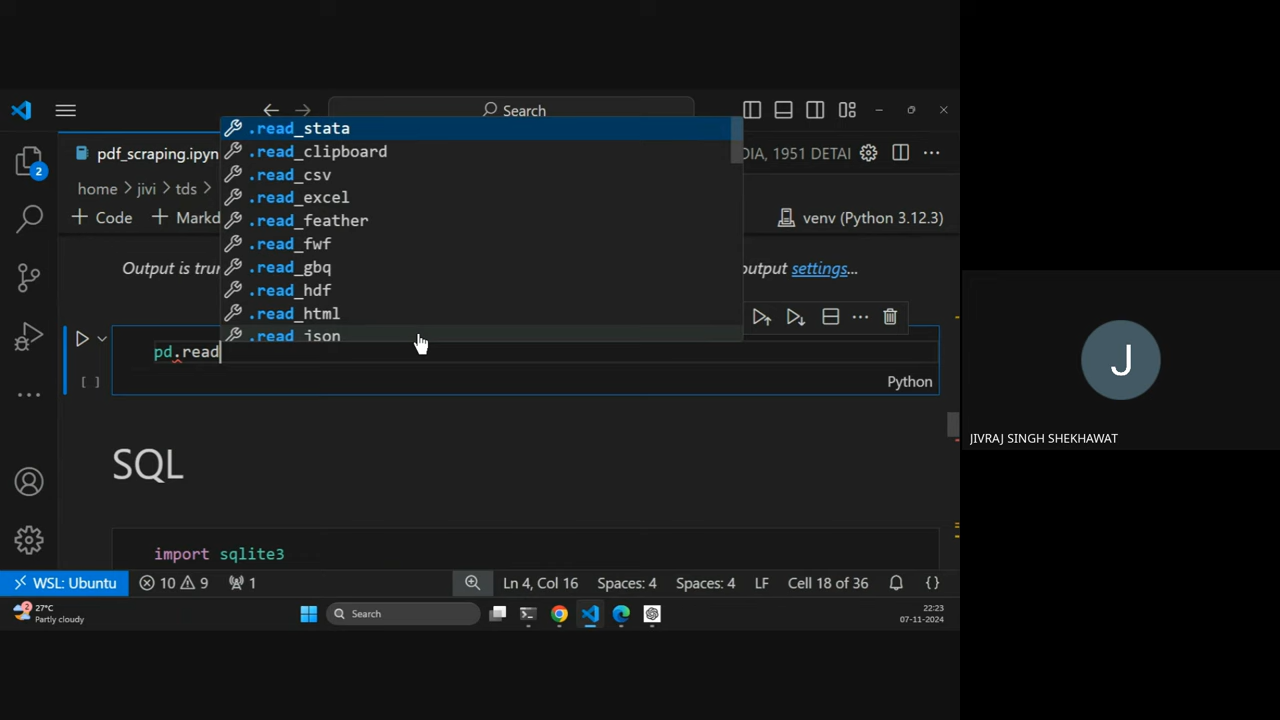 Search
pdf_scraping.ipyn
DIA, 1951 DETAI
home > jivi > tds >
+ Code + Markd
venv (Python 3.12.3)
.read_stata
.read_clipboard
.read_csv
.read_excel
.read_feather
.read_fwf
.read_gbq
.read_hdf
.read_html
.read_json
2
Output is trun
output settings...
pd.read
[ ]
Python
SQL
import sqlite3
WSL: Ubuntu
10
9
1
Ln 4, Col 16
Spaces: 4
Spaces: 4
LF
Cell 18 of 36
{}
2
27°C
Partly cloudy
Search
22:23
07-11-2024
J
JIVRAJ SINGH SHEKHAWAT